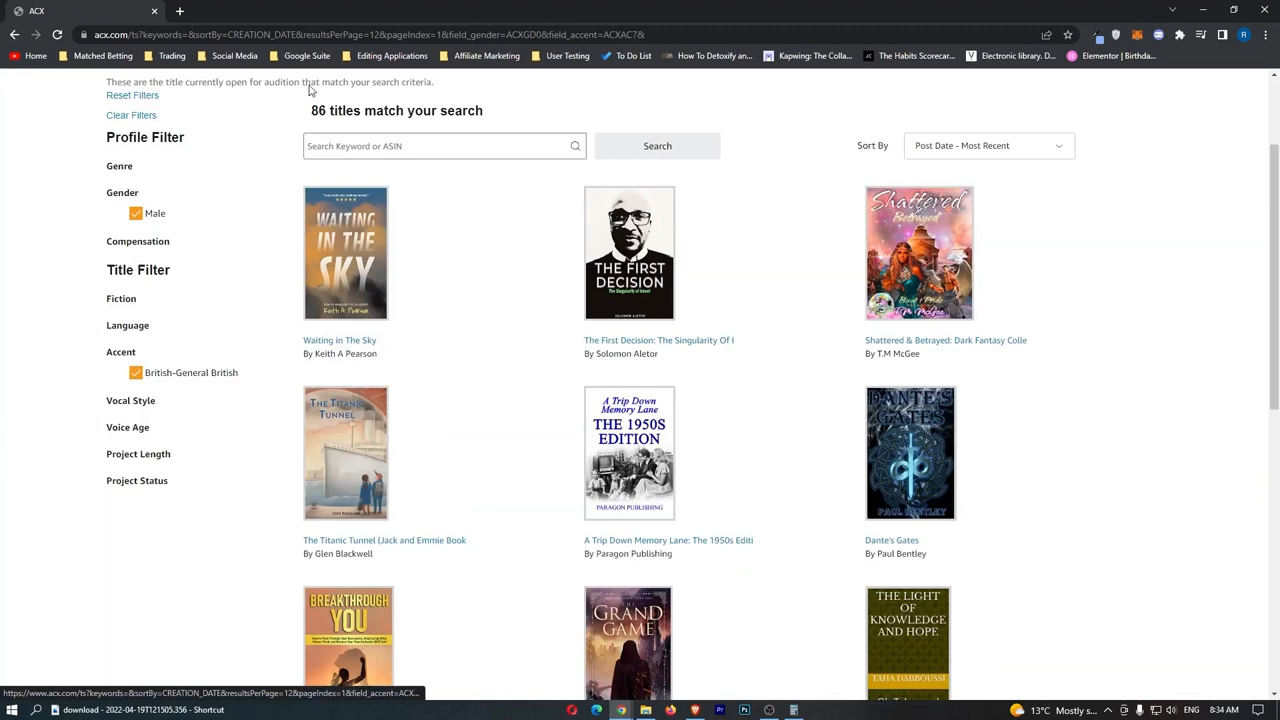 ACX
acx.com/ts?keywords=&sortBy=CREATION_DATE&resultsPerPage=12&pageIndex=1&field_gender=ACXGD0&field_accent=ACXAC7&
Home
Matched Betting
Trading
Social Media
Google Suite
Editing Applications
Affiliate Marketing
User Testing
To Do List
How To Detoxify an...
Kapwing: The Colla...
The Habits Scorecar...
Electronic library. D...
Elementor | Birthda...
These are the title currently open for audition that match your search criteria.
Reset Filters
Clear Filters
86 titles match your search
Profile Filter
Search Keyword or ASIN
Search
Sort By
Post Date - Most Recent
Genre
Gender
Male
Compensation
Title Filter
Fiction
Language
Accent
British-General British
Vocal Style
Voice Age
Project Length
Project Status
WAITING
IN THE
SKY
Keith A Pearson
THE FIRST
DECISION
The Singularity of Intent
SOLOMON ALETOR
Shattered
Betrayed
Book 1 Pride
T.M McGee
Waiting in The Sky
By Keith A Pearson
The First Decision: The Singularity Of I
By Solomon Aletor
Shattered & Betrayed: Dark Fantasy Colle
By T.M McGee
THE TITANIC
TUNNEL
A Trip Down
Memory Lane
THE 1950S
EDITION
PARAGON PUBLISHING
DANTE'S
GATES
PAUL BENTLEY
The Titanic Tunnel (Jack and Emmie Book
By Glen Blackwell
A Trip Down Memory Lane: The 1950s Editi
By Paragon Publishing
Dante's Gates
By Paul Bentley
BREAKTHROUGH
YOU
THE
GRAND
GAME
THE LIGHT
OF
KNOWLEDGE
AND HOPE
TAHA DABBOUSSI
https://www.acx.com/ts?keywords=&sortBy=CREATION_DATE&resultsPerPage=12&pageIndex=1&field_accent=ACX...
download - 2022-04-19T121505.356 - Shortcut
13°C Mostly s...
ENG
8:34 AM